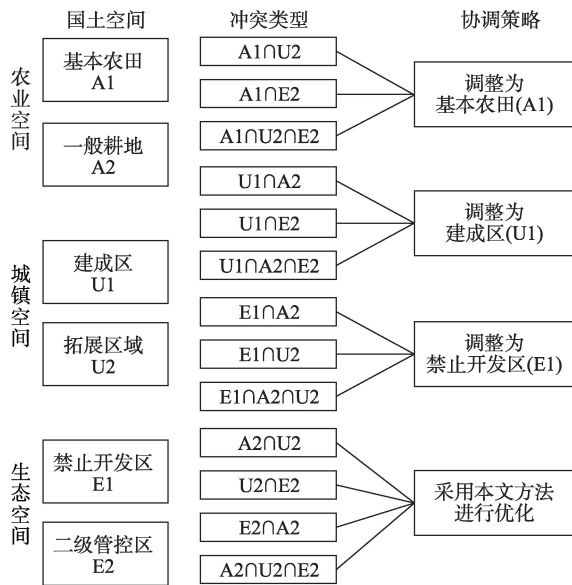 国土空间
冲突类型
协调策略
农业空间
基本农田
A1
一般耕地
A2
城镇空间
建成区
U1
拓展区域
U2
生态空间
禁止开发区
E1
二级管控区
E2
A1∩U2
A1∩E2
A1∩U2∩E2
U1∩A2
U1∩E2
U1∩A2∩E2
E1∩A2
E1∩U2
E1∩A2∩U2
A2∩U2
U2∩E2
E2∩A2
A2∩U2∩E2
调整为
基本农田(A1)
调整为
建成区(U1)
调整为
禁止开发区(E1)
采用本文方法
进行优化